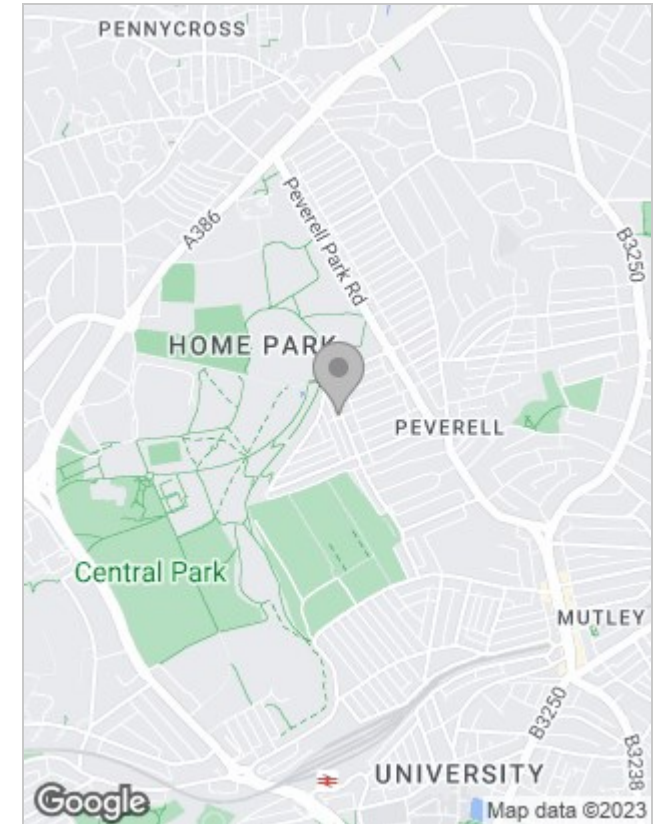 PENNYCROSS
Peverell Park Rd
A386
B3250
HOME PARK
PEVERELL
Central Park
MUTLEY
B3250
B3238
UNIVERSITY
Google
Map data ©2023